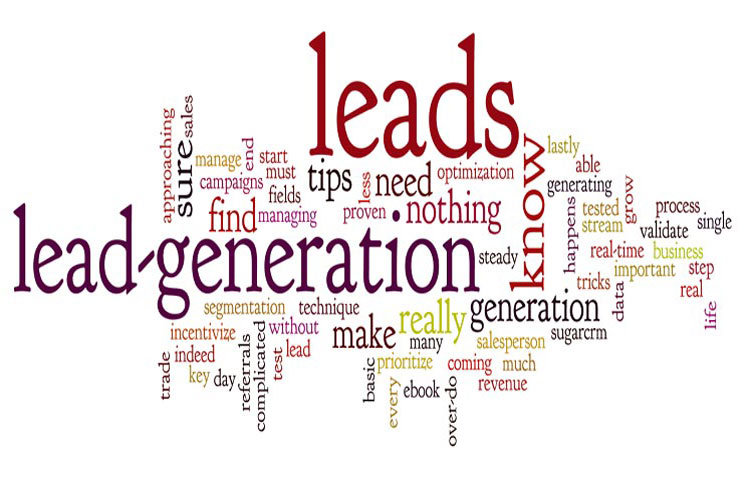 leads
approaching
sales
sure
manage
end
start
must
campaigns
fields
tips
less
need
optimization
know
lastly
able
generating
find
managing
proven
nothing
happens
tested
grow
stream
process
validate
single
lead-generation
steady
real-time
business
important
step
tricks
data
real
life
segmentation
technique
generation
sugarcrm
incentivize
without
make
really
many
salesperson
trade
indeed
referrals
complicated
test
lead
basic
prioritize
coming
much
key
day
every
ebook
over-do
revenue